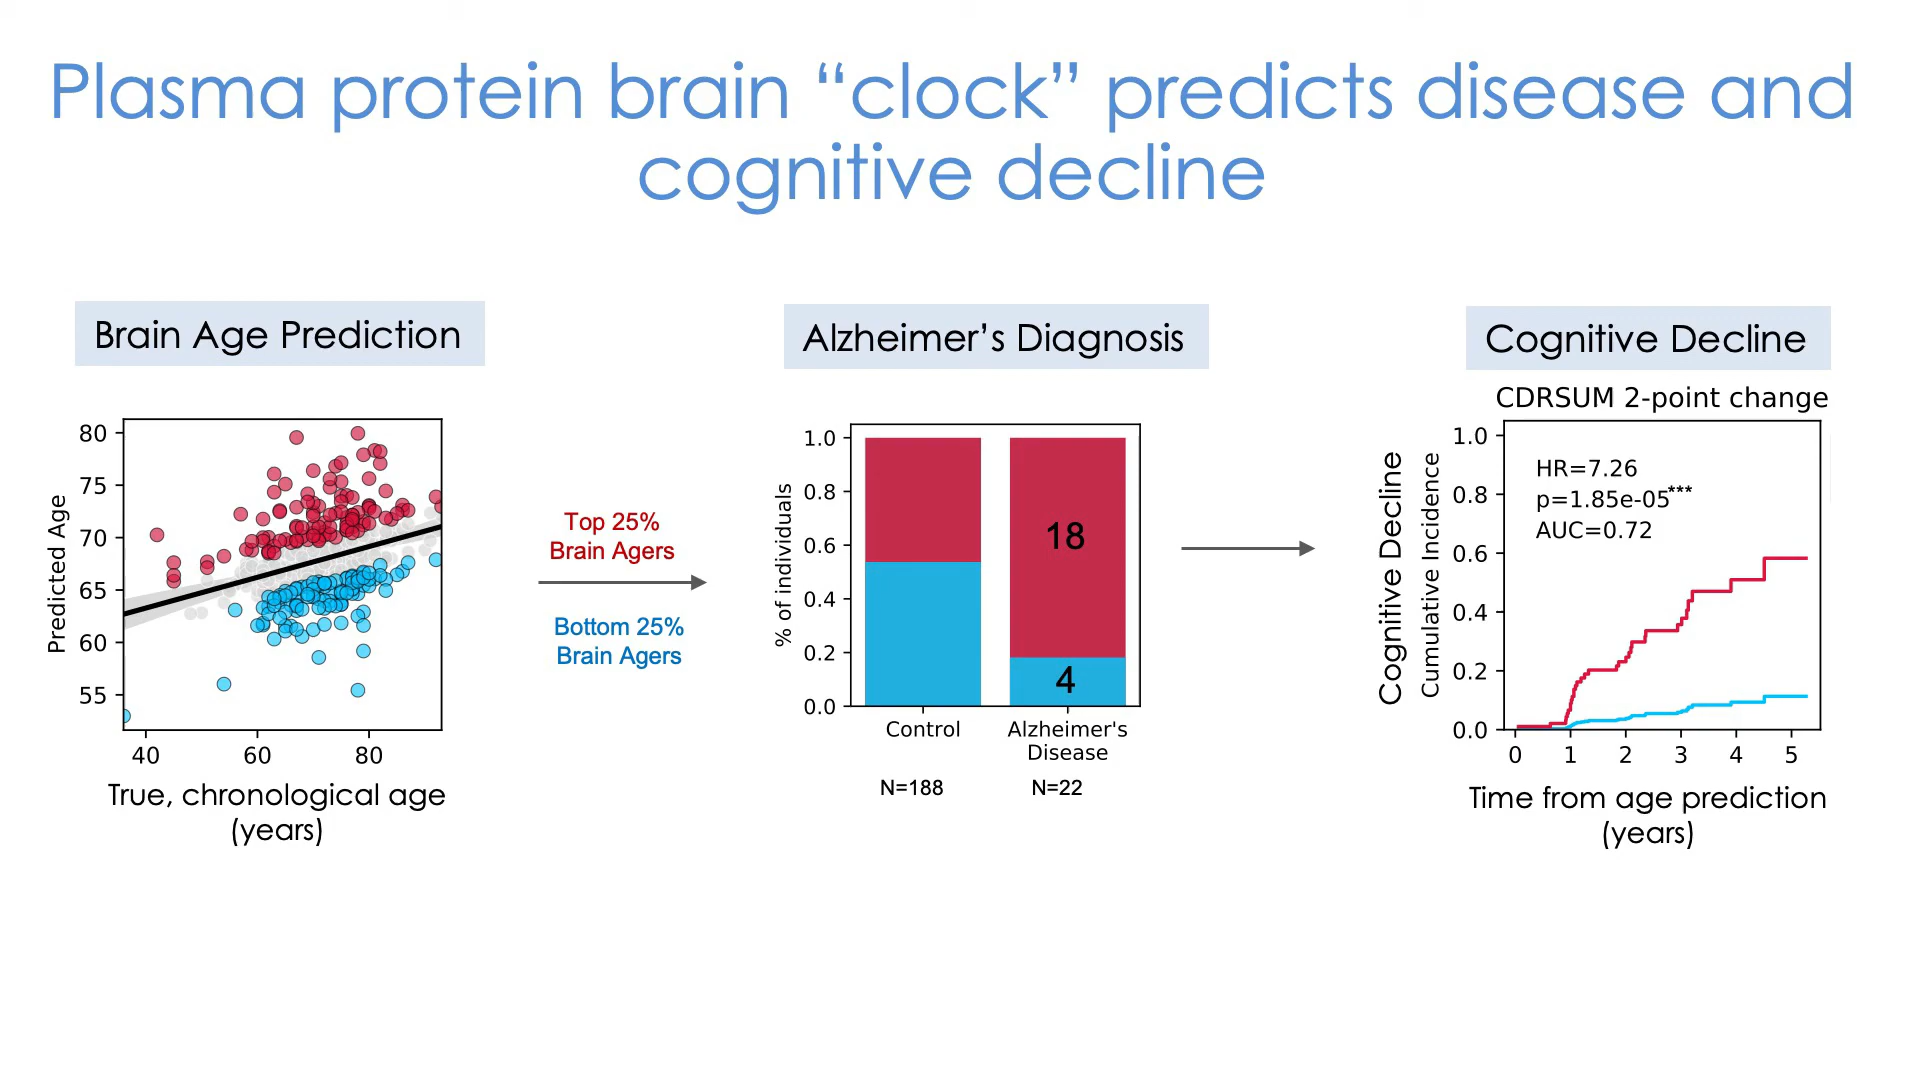 Plasma protein brain “clock” predicts disease and
cognitive decline
Brain Age Prediction
80
75
70
65
60
55
Predicted Age
40 60 80
True, chronological age
(years)
Top 25%
Brain Agers
Bottom 25%
Brain Agers
Alzheimer’s Diagnosis
1.0
0.8
0.6
0.4
0.2
0.0
% of individuals
18
4
Control
Alzheimer's
Disease
N=188
N=22
Cognitive Decline
CDRSUM 2-point change
Cognitive Decline
Cumulative Incidence
1.0
0.8
0.6
0.4
0.2
0.0
HR=7.26
p=1.85e-05***
AUC=0.72
0 1 2 3 4 5
Time from age prediction
(years)